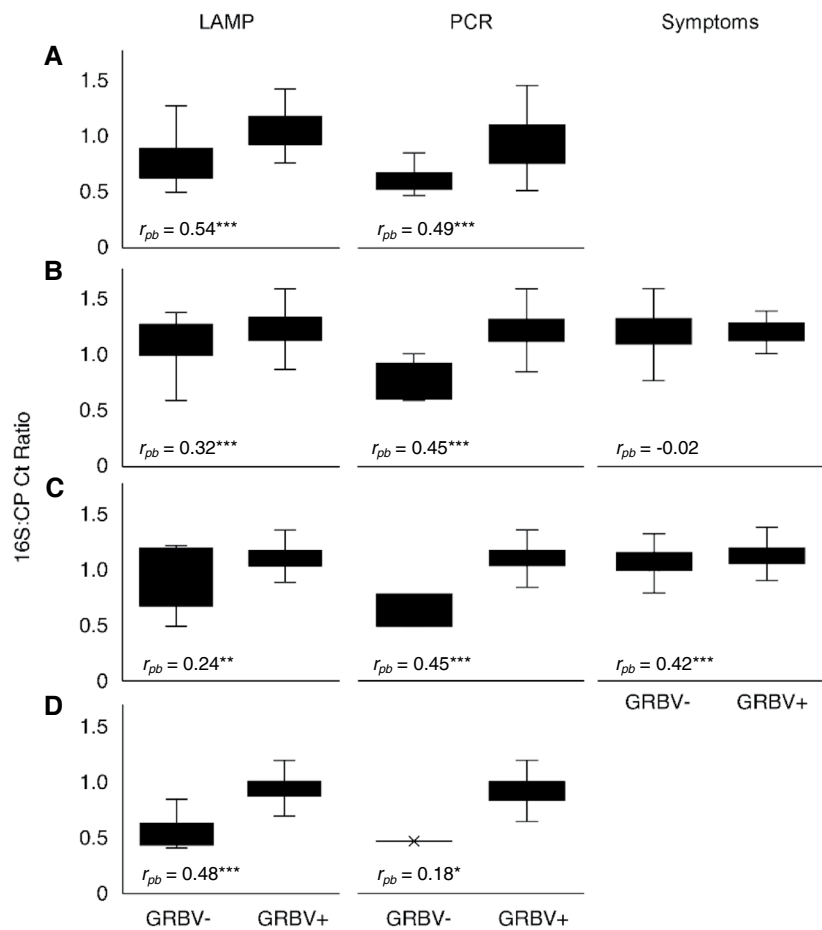 LAMP PCR Symptoms
A
1.5
1.0
0.5
0
r_pb = 0.54*** r_pb = 0.49***
B
1.5
1.0
0.5
0
r_pb = 0.32*** r_pb = 0.45*** r_pb = -0.02
16S:CP Ct Ratio
C
1.5
1.0
0.5
0
r_pb = 0.24** r_pb = 0.45*** r_pb = 0.42***
GRBV- GRBV+
D
1.5
1.0
0.5
0
r_pb = 0.48*** r_pb = 0.18*
GRBV- GRBV+ GRBV- GRBV+